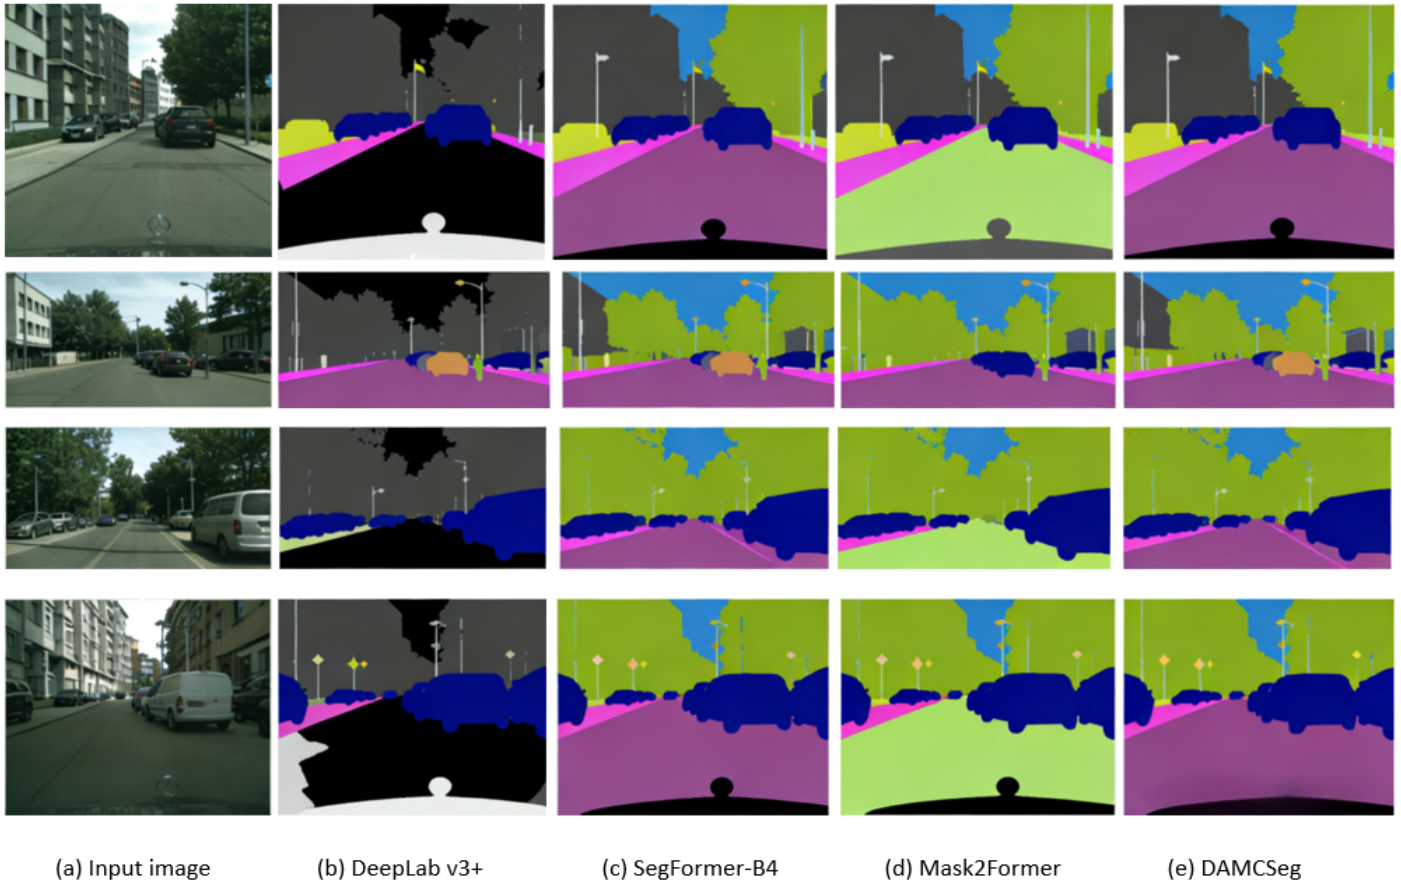 (a) Input image
(b) DeepLab v3+
(c) SegFormer-B4
(d) Mask2Former
(e) DAMCSeg